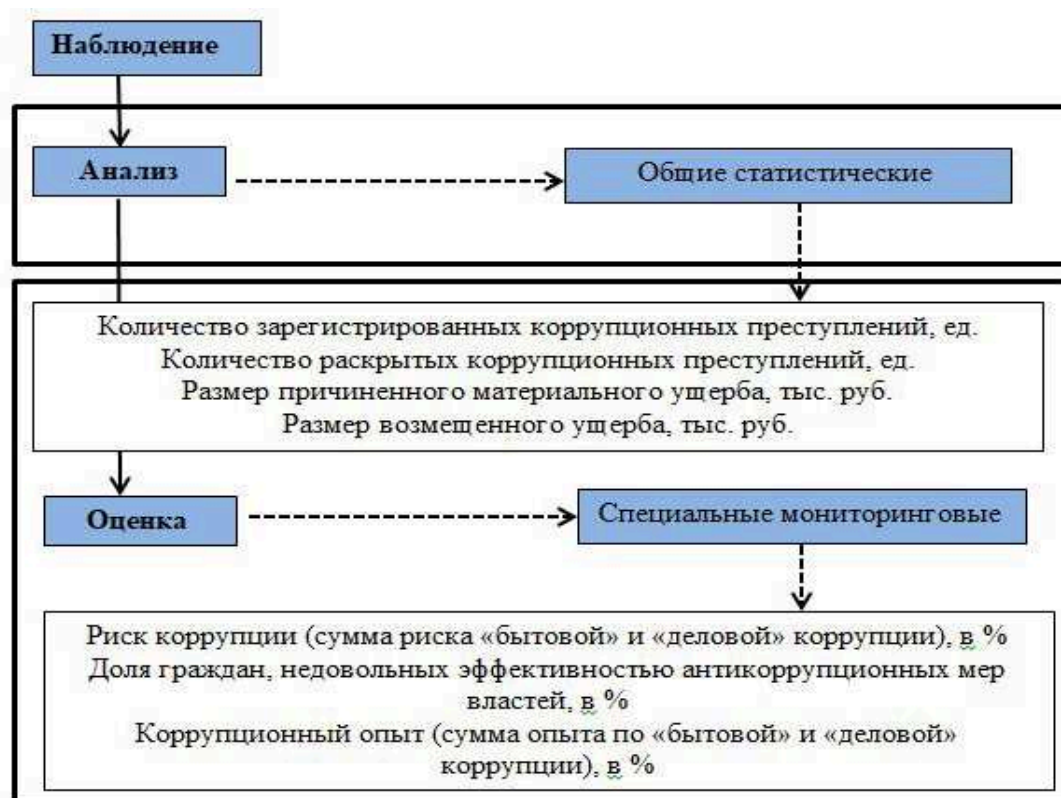 Наблюдение
Анализ
Общие статистические
Количество зарегистрированных коррупционных преступлений, ед.
Количество раскрытых коррупционных преступлений, ед.
Размер причиненного материального ущерба, тыс. руб.
Размер возмещенного ущерба, тыс. руб.
Оценка
Специальные мониторинговые
Риск коррупции (сумма риска «бытовой» и «деловой» коррупции), в %
Доля граждан, недовольных эффективностью антикоррупционных мер
властей, в %
Коррупционный опыт (сумма опыта по «бытовой» и «деловой»
коррупции), в %